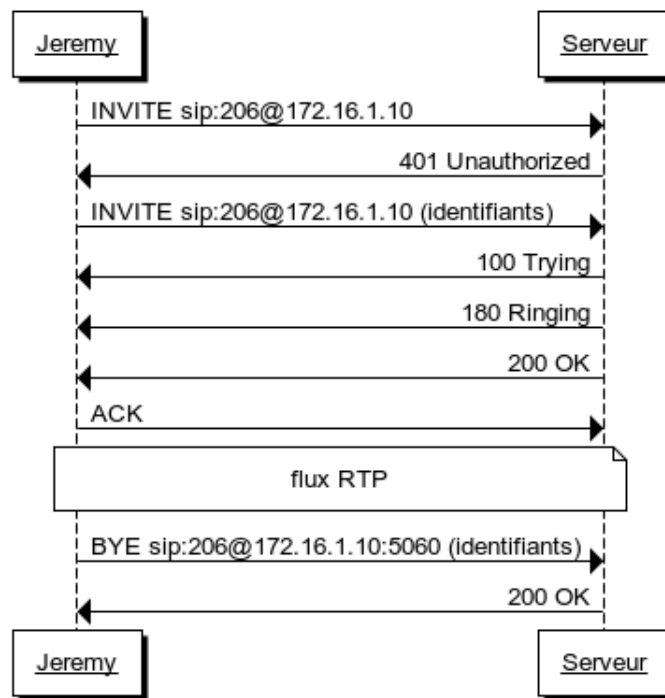 Jeremy Serveur
INVITE sip:206@172.16.1.10
401 Unauthorized
INVITE sip:206@172.16.1.10 (identifiants)
100 Trying
180 Ringing
200 OK
ACK
flux RTP
BYE sip:206@172.16.1.10:5060 (identifiants)
200 OK
Jeremy Serveur